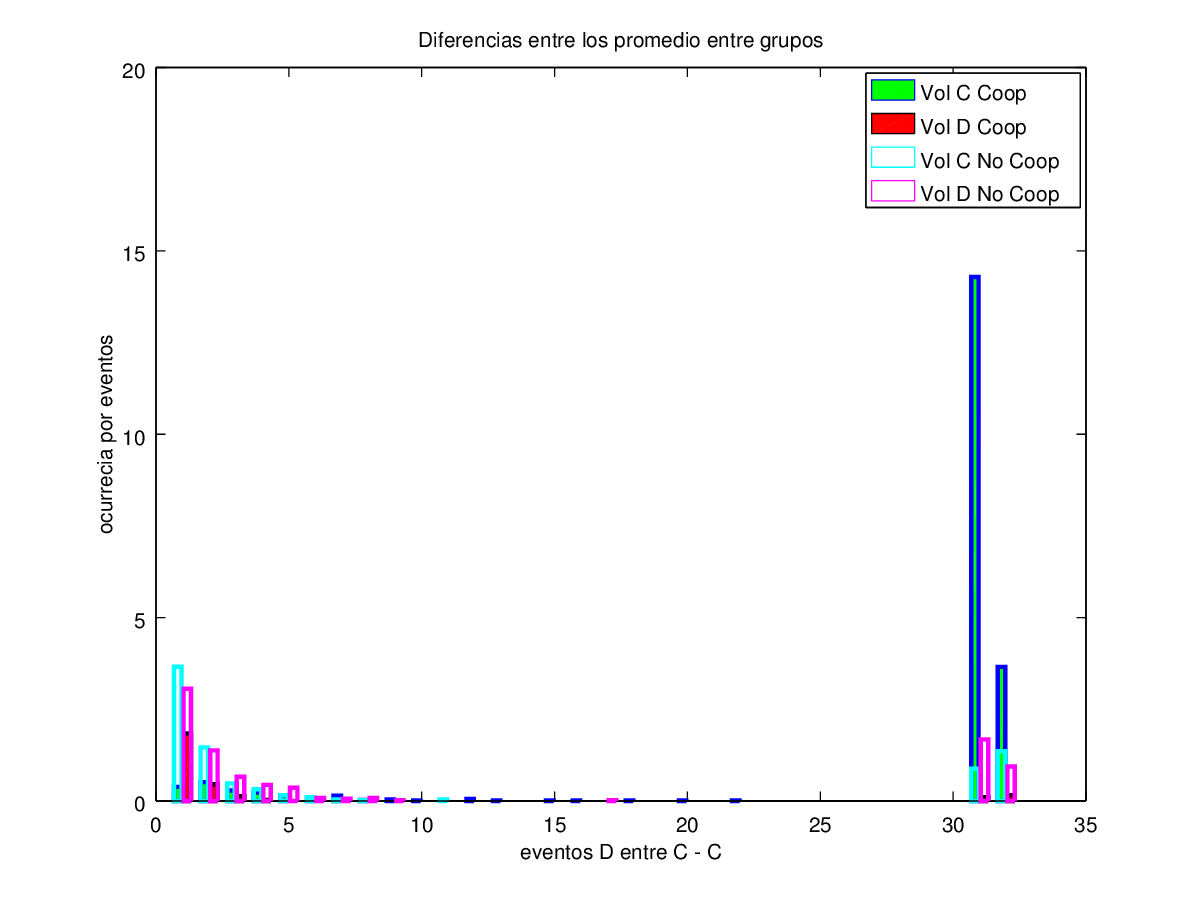 Diferencias entre los promedio entre grupos
20
15
10
5
0
ocurrecia por eventos
Vol C Coop
Vol D Coop
Vol C No Coop
Vol D No Coop
0 5 10 15 20 25 30 35
eventos D entre C - C